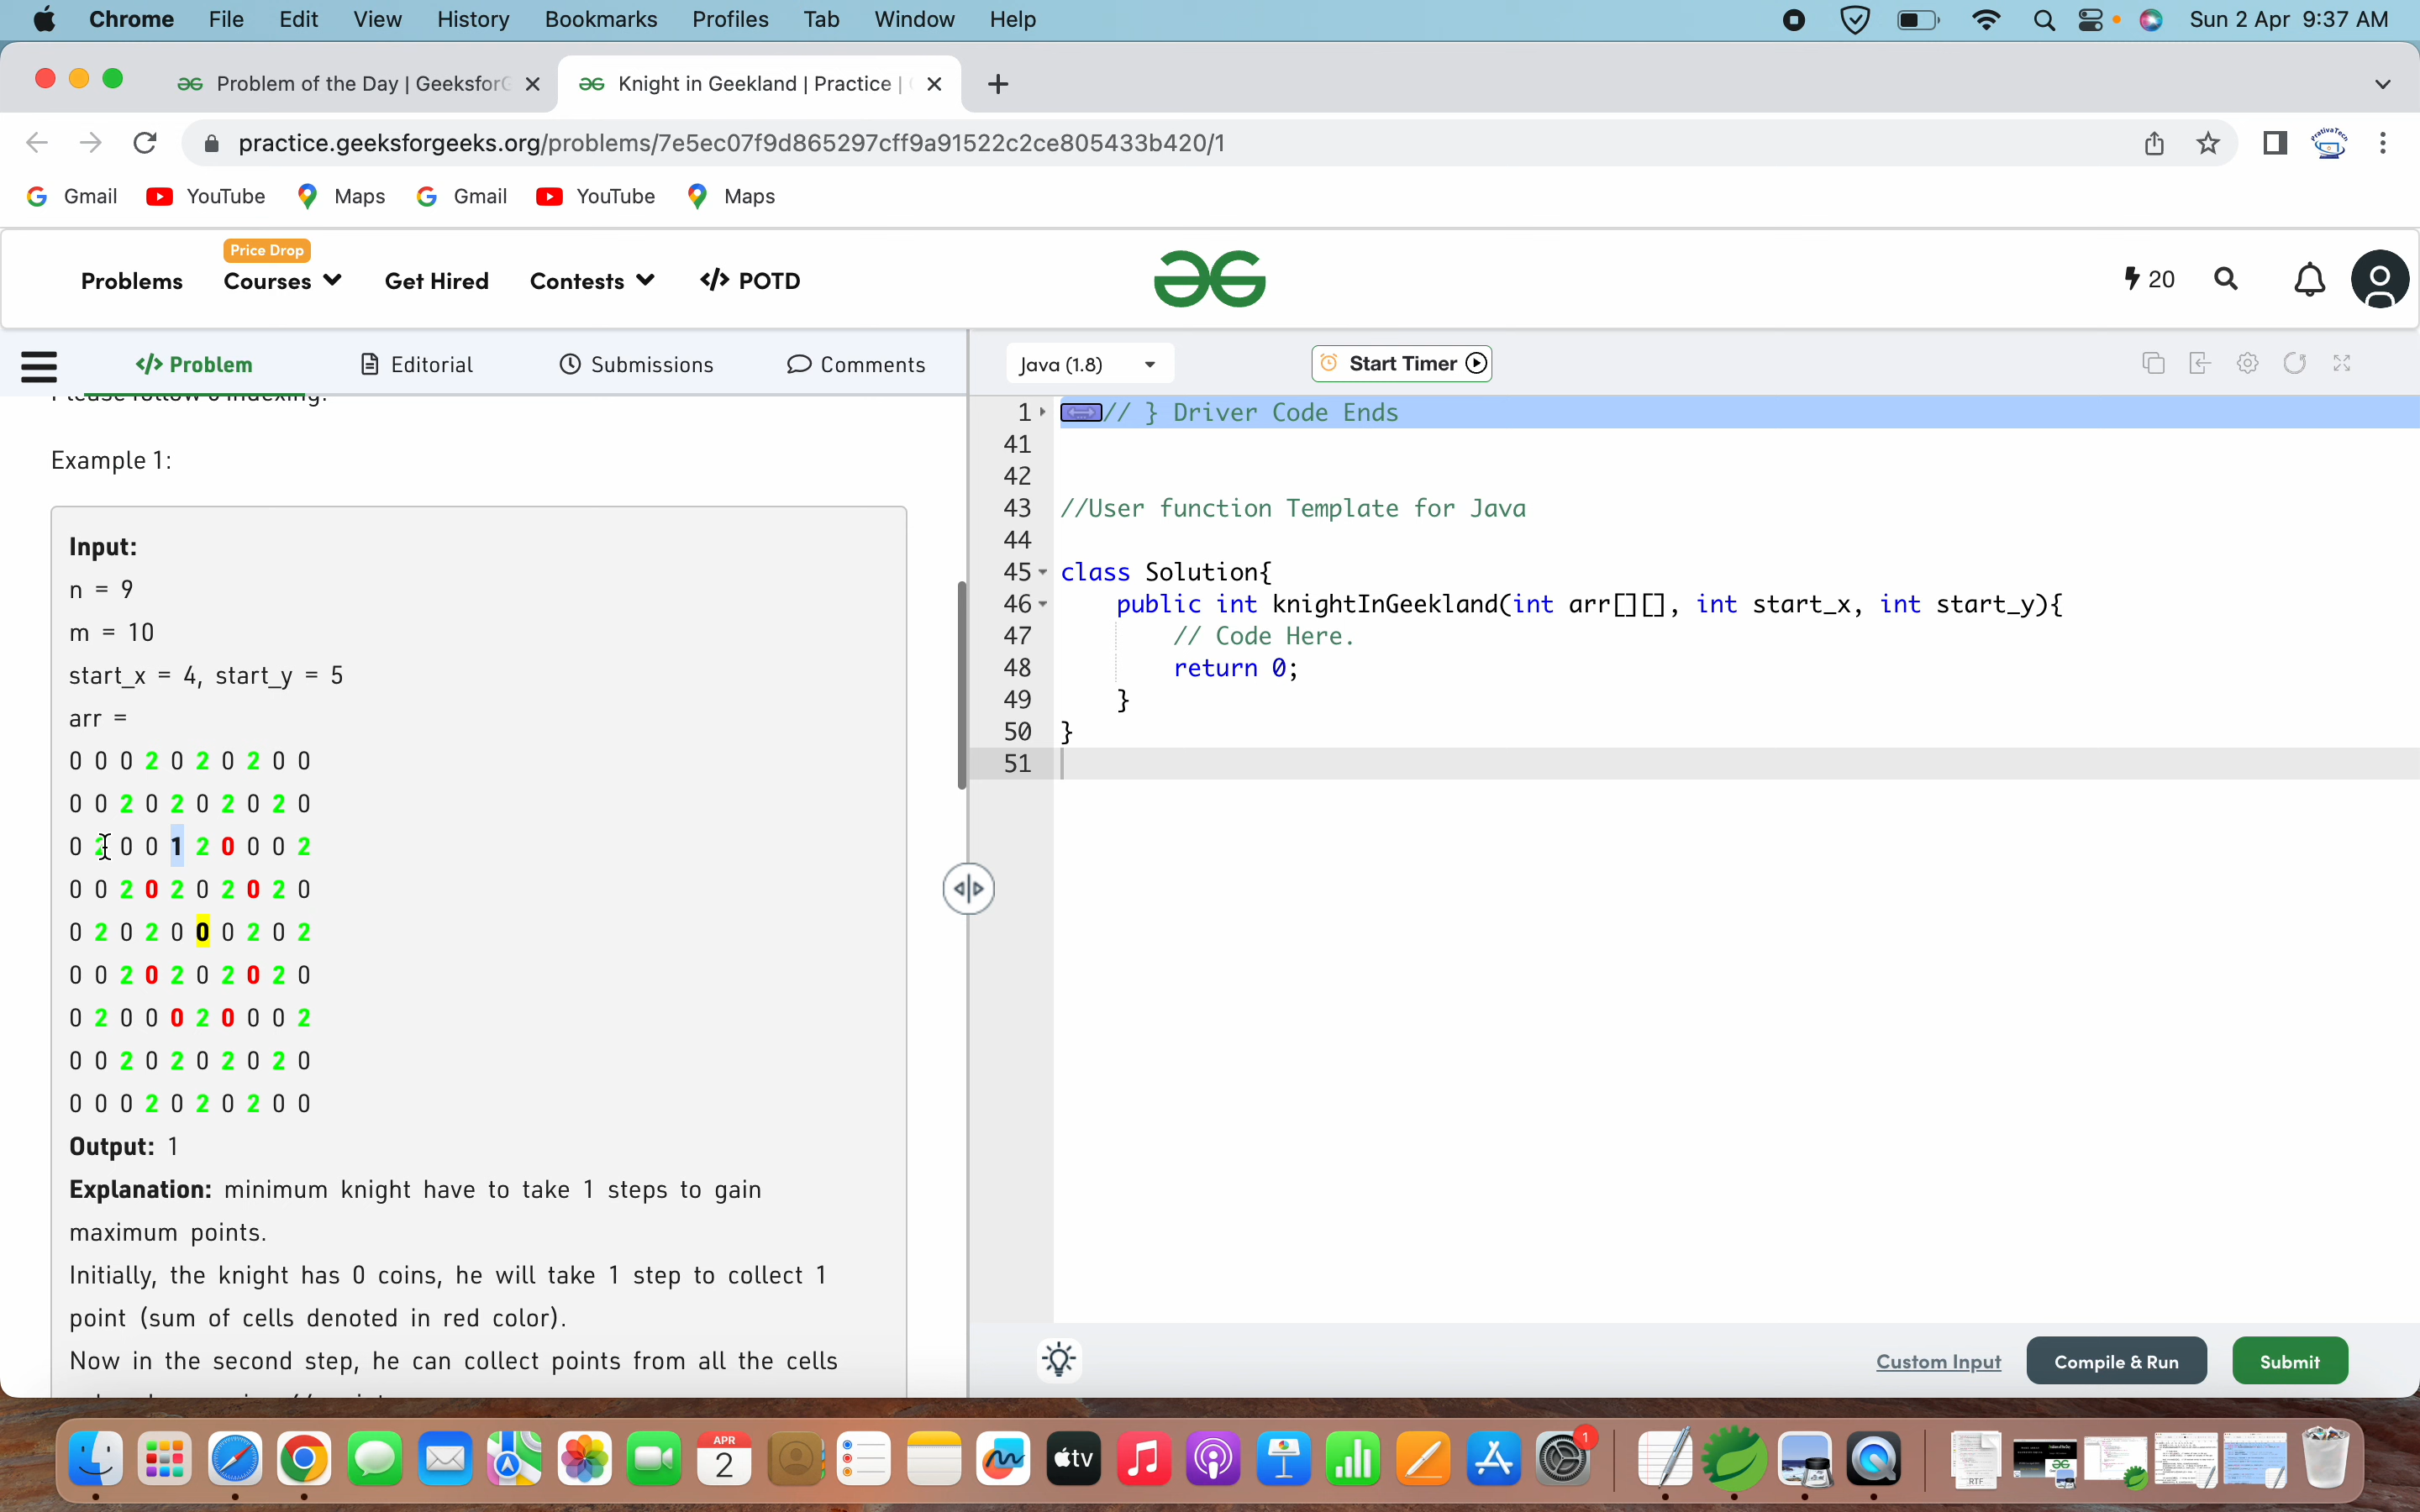 Chrome File Edit View History Bookmarks Profiles Tab Window Help Sun 2 Apr 9:37 AM
Problem of the Day | GeeksforG Knight in Geekland | Practice |
practice.geeksforgeeks.org/problems/7e5ec07f9d865297cff9a91522c2ce805433b420/1
Gmail YouTube Maps Gmail YouTube Maps
Price Drop
Problems Courses Get Hired Contests </> POTD 20
</> Problem Editorial Submissions Comments Java (1.8) Start Timer
Example 1:
Input:
n = 9
m = 10
start_x = 4, start_y = 5
arr =
0 0 0 2 0 2 0 2 0 0
0 0 2 0 2 0 2 0 2 0
0 2 0 0 1 2 0 0 0 2
0 0 2 0 2 0 2 0 2 0
0 2 0 2 0 0 0 2 0 2
0 0 2 0 2 0 2 0 2 0
0 2 0 0 0 2 0 0 0 2
0 0 2 0 2 0 2 0 2 0
0 0 0 2 0 2 0 2 0 0
Output: 1
Explanation: minimum knight have to take 1 steps to gain
maximum points.
Initially, the knight has 0 coins, he will take 1 step to collect 1
point (sum of cells denoted in red color).
Now in the second step, he can collect points from all the cells
1 // } Driver Code Ends
41
42
43 //User function Template for Java
44
45 class Solution{
46 public int knightInGeekland(int arr[][], int start_x, int start_y){
47 // Code Here.
48 return 0;
49 }
50 }
51
Custom Input Compile & Run Submit
APR
2
tv
1
RTF